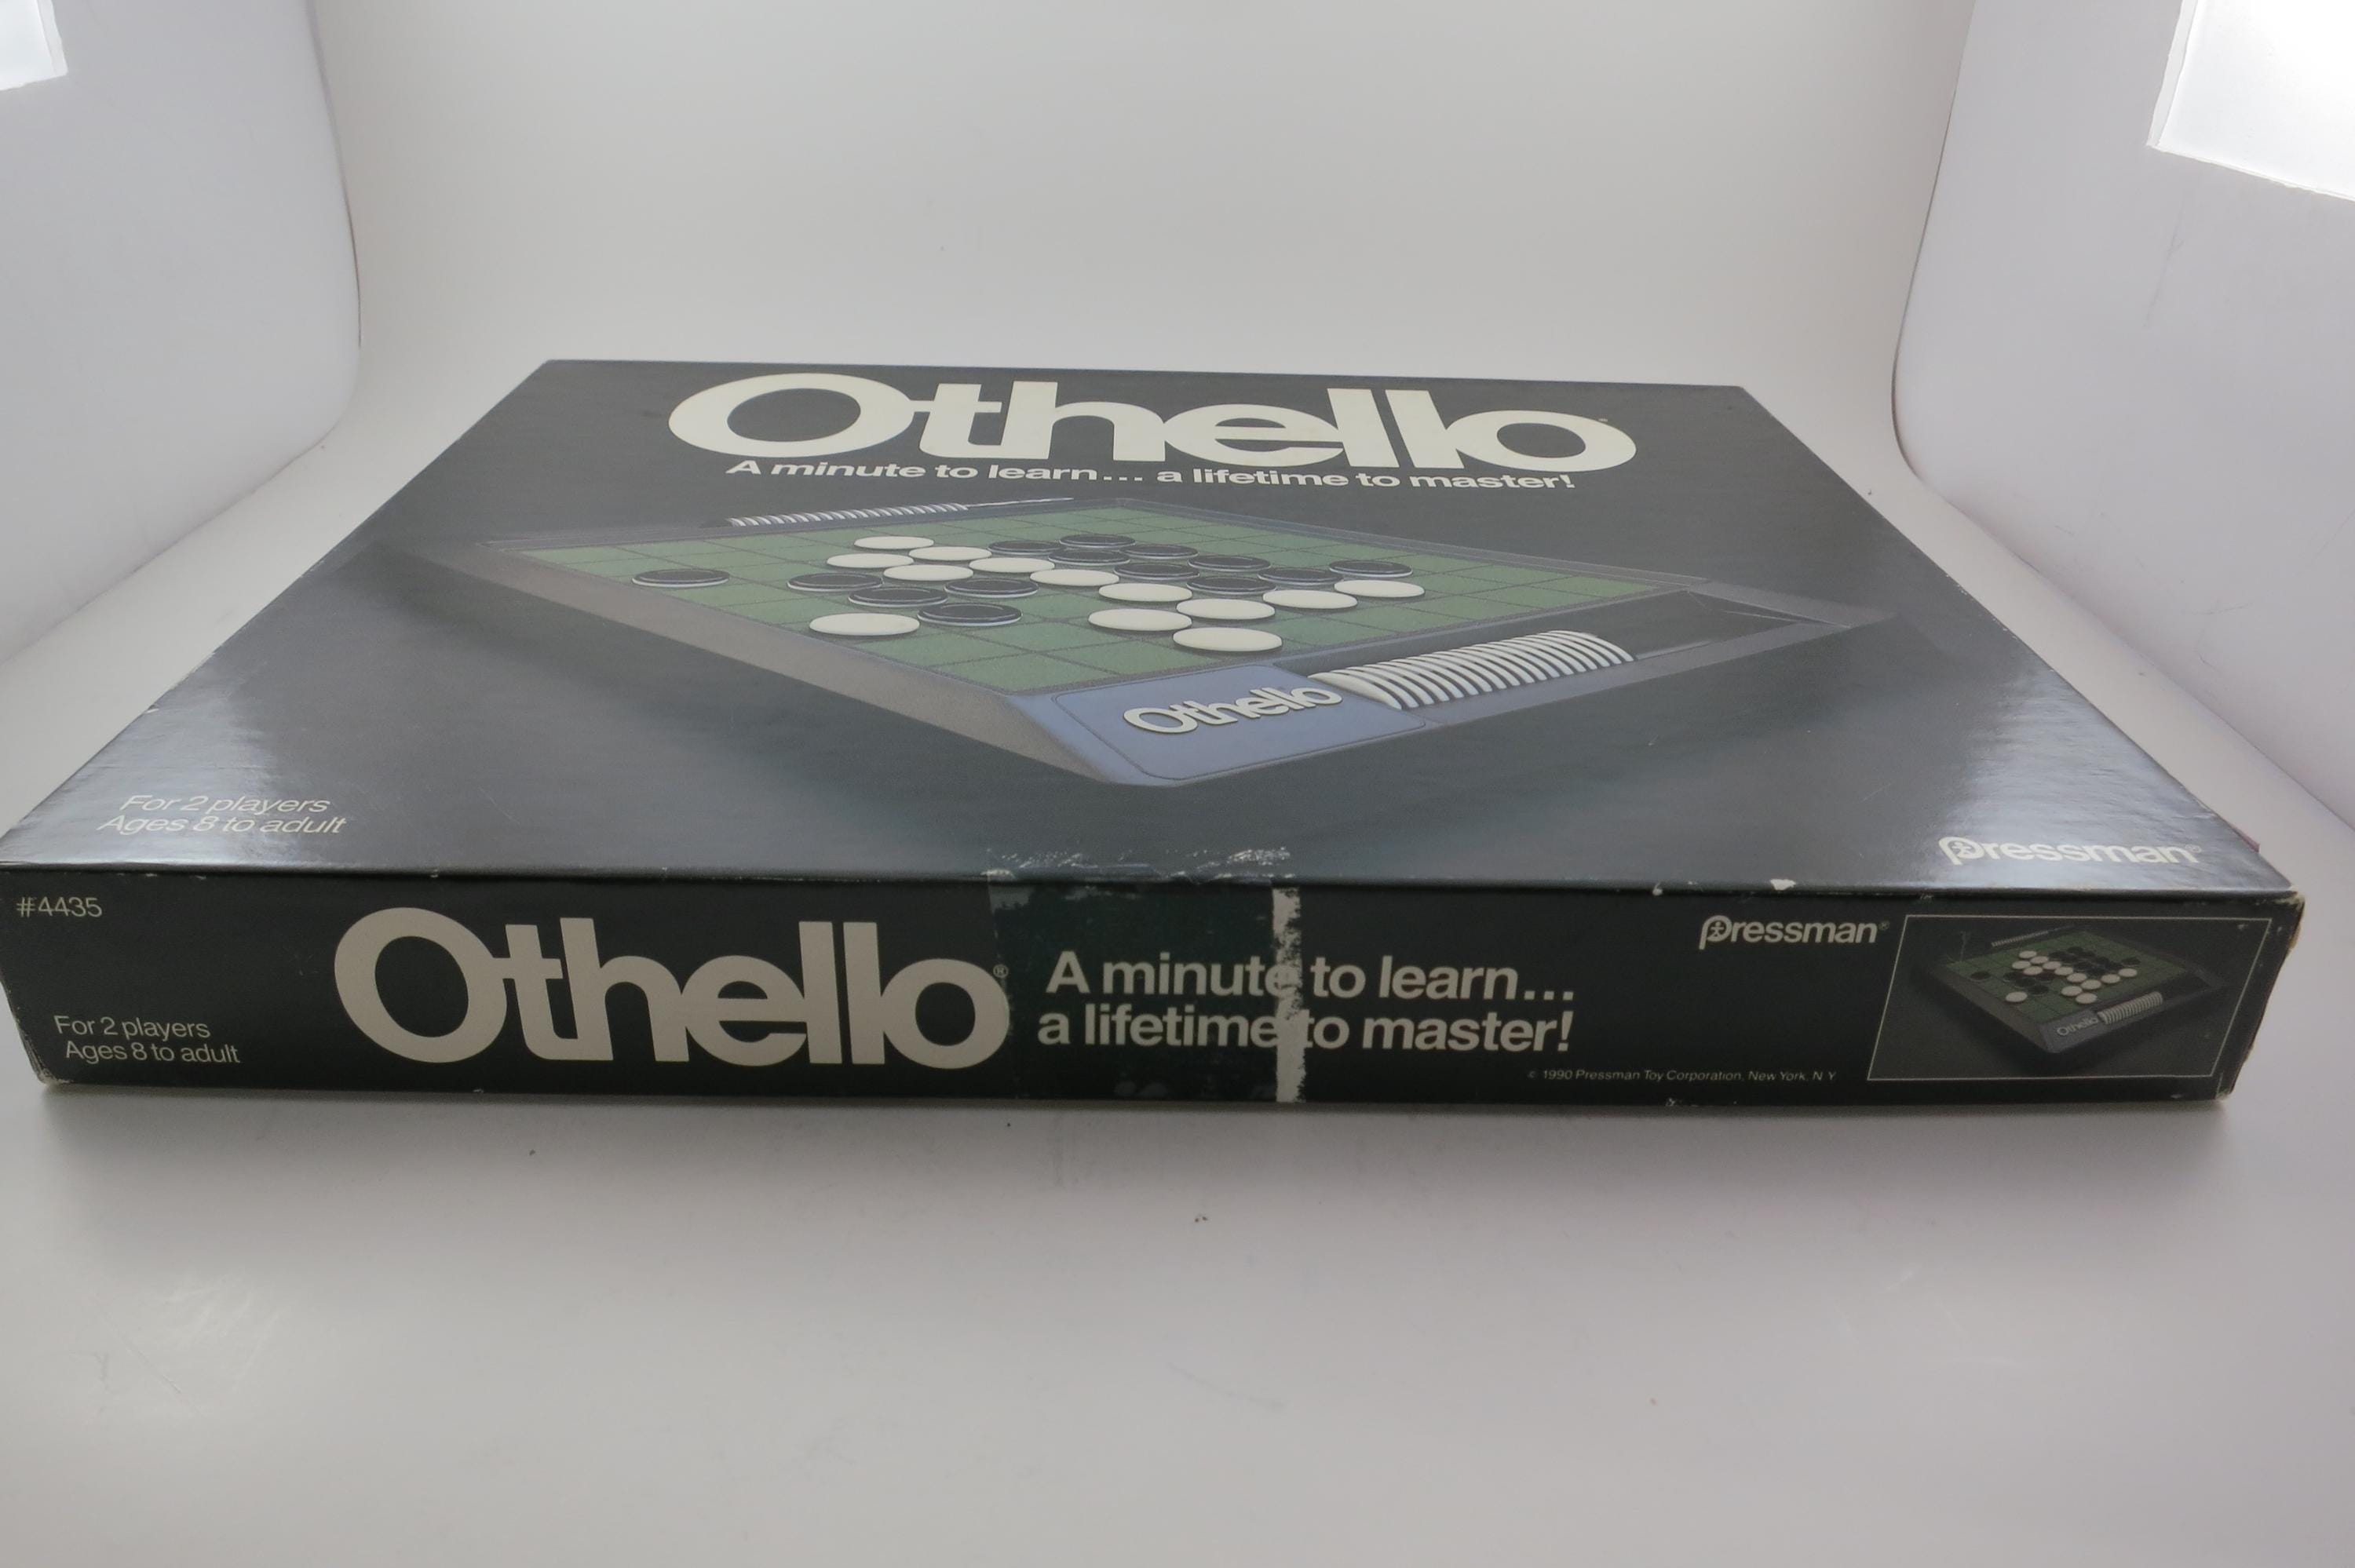 Othello
A minute to learn... a lifetime to master!
Othello
For 2 players
Ages 8 to adult
Pressman®
#4435
For 2 players
Ages 8 to adult
Othello®
A minute to learn...
a lifetime to master!
Pressman®
© 1990 Pressman Toy Corporation, New York, N Y
Othello